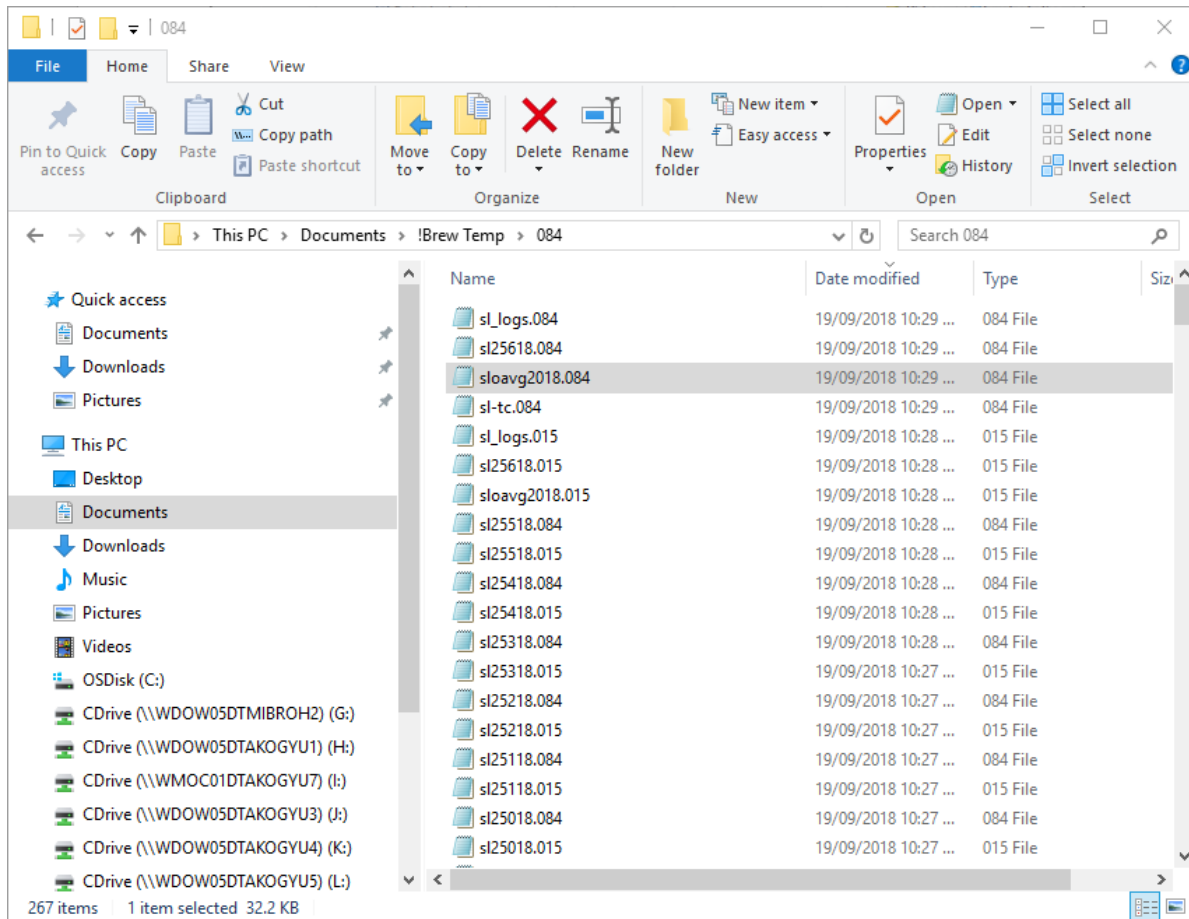 084
File Home Share View
Pin to Quick access
Copy
Paste
Cut
Copy path
Paste shortcut
Clipboard
Move to
Copy to
Delete
Rename
Organize
New folder
New item
Easy access
New
Properties
Open
Edit
History
Open
Select all
Select none
Invert selection
Select
This PC > Documents > !Brew Temp > 084
Search 084
Quick access
Documents
Downloads
Pictures
This PC
Desktop
Documents
Downloads
Music
Pictures
Videos
OSDisk (C:)
CDrive (\\WDOW05DTMIBROH2) (G:)
CDrive (\\WDOW05DTAKOGYU1) (H:)
CDrive (\\WMOC01DTAKOGYU7) (I:)
CDrive (\\WDOW05DTAKOGYU3) (J:)
CDrive (\\WDOW05DTAKOGYU4) (K:)
CDrive (\\WDOW05DTAKOGYU5) (L:)
Name Date modified Type
sl_logs.084 19/09/2018 10:29 ... 084 File
sl25618.084 19/09/2018 10:29 ... 084 File
sloavg2018.084 19/09/2018 10:29 ... 084 File
sl-tc.084 19/09/2018 10:29 ... 084 File
sl_logs.015 19/09/2018 10:28 ... 015 File
sl25618.015 19/09/2018 10:28 ... 015 File
sloavg2018.015 19/09/2018 10:28 ... 015 File
sl25518.084 19/09/2018 10:28 ... 084 File
sl25518.015 19/09/2018 10:28 ... 015 File
sl25418.084 19/09/2018 10:28 ... 084 File
sl25418.015 19/09/2018 10:28 ... 015 File
sl25318.084 19/09/2018 10:28 ... 084 File
sl25318.015 19/09/2018 10:27 ... 015 File
sl25218.084 19/09/2018 10:27 ... 084 File
sl25218.015 19/09/2018 10:27 ... 015 File
sl25118.084 19/09/2018 10:27 ... 084 File
sl25118.015 19/09/2018 10:27 ... 015 File
sl25018.084 19/09/2018 10:27 ... 084 File
sl25018.015 19/09/2018 10:27 ... 015 File
267 items 1 item selected 32.2 KB